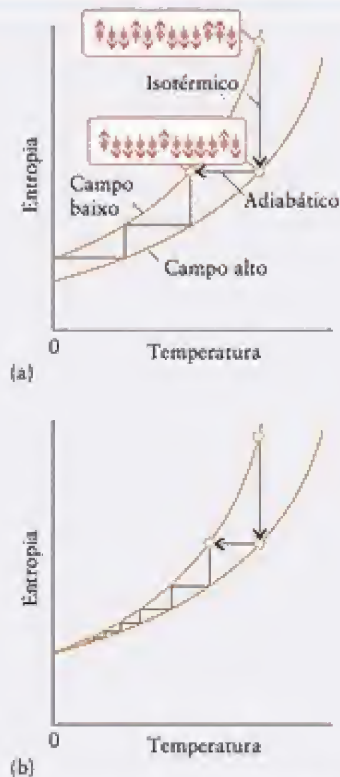 Isotérmico
Entropia
Campo
baixo
Adiabático
Campo alto
0
Temperatura
(a)
Entropia
0
Temperatura
(b)